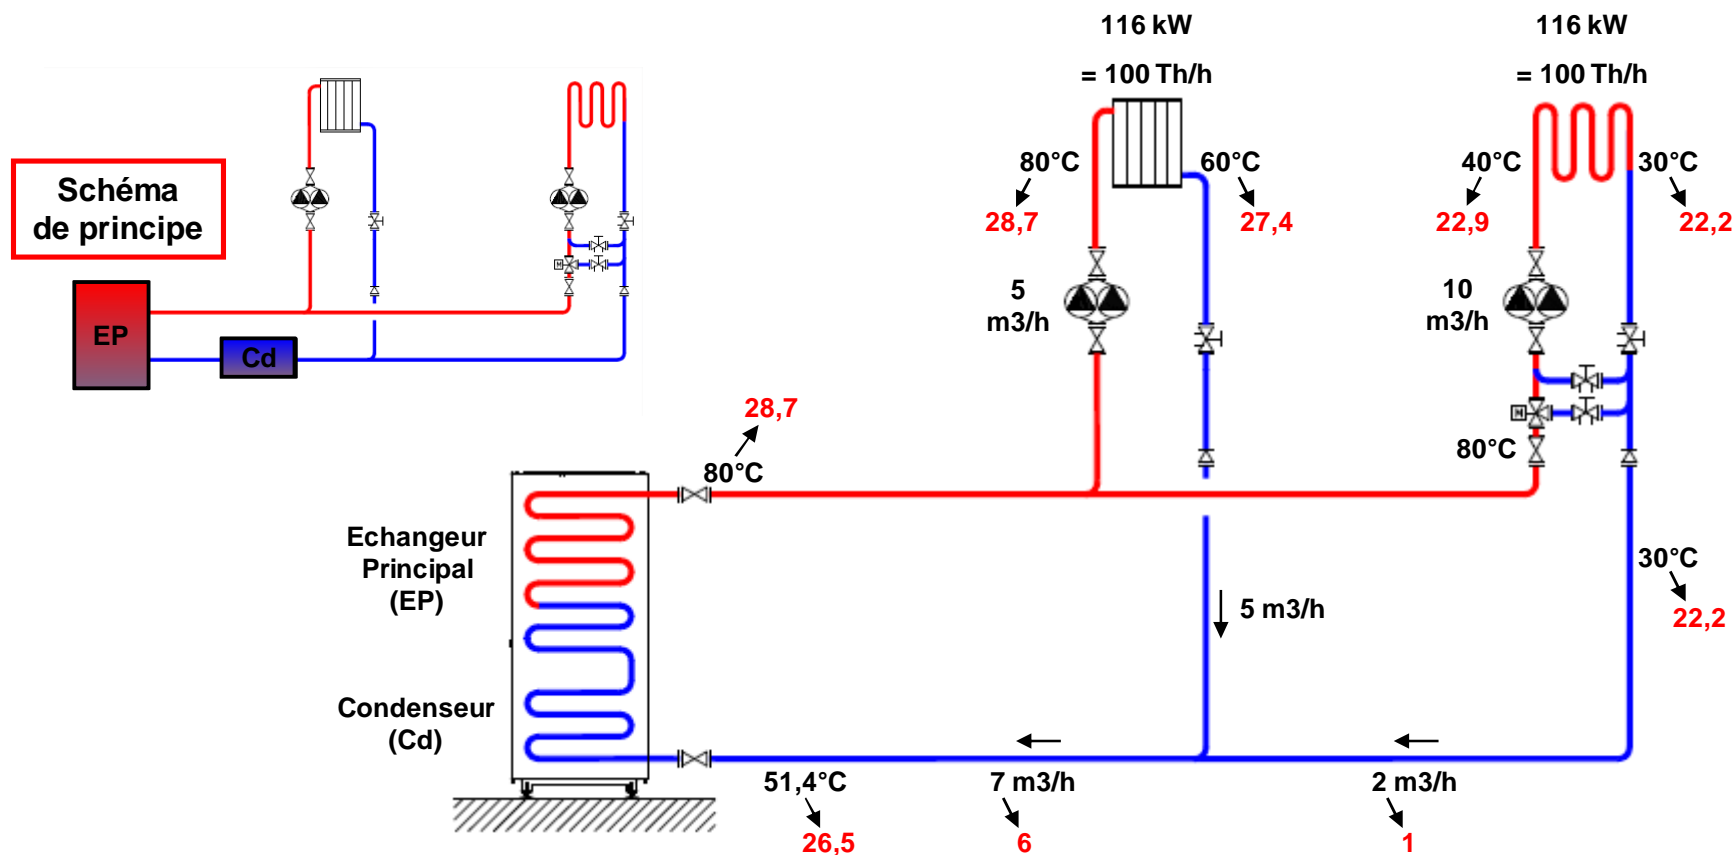 116 kW
= 100 Th/h
116 kW
= 100 Th/h
Schéma
de principe
EP
Cd
80°C
28,7
60°C
27,4
40°C
22,9
30°C
22,2
5
m3/h
10
m3/h
M
M
80°C
28,7
80°C
Echangeur
Principal
(EP)
30°C
22,2
5 m3/h
Condenseur
(Cd)
51,4°C
26,5
7 m3/h
6
2 m3/h
1